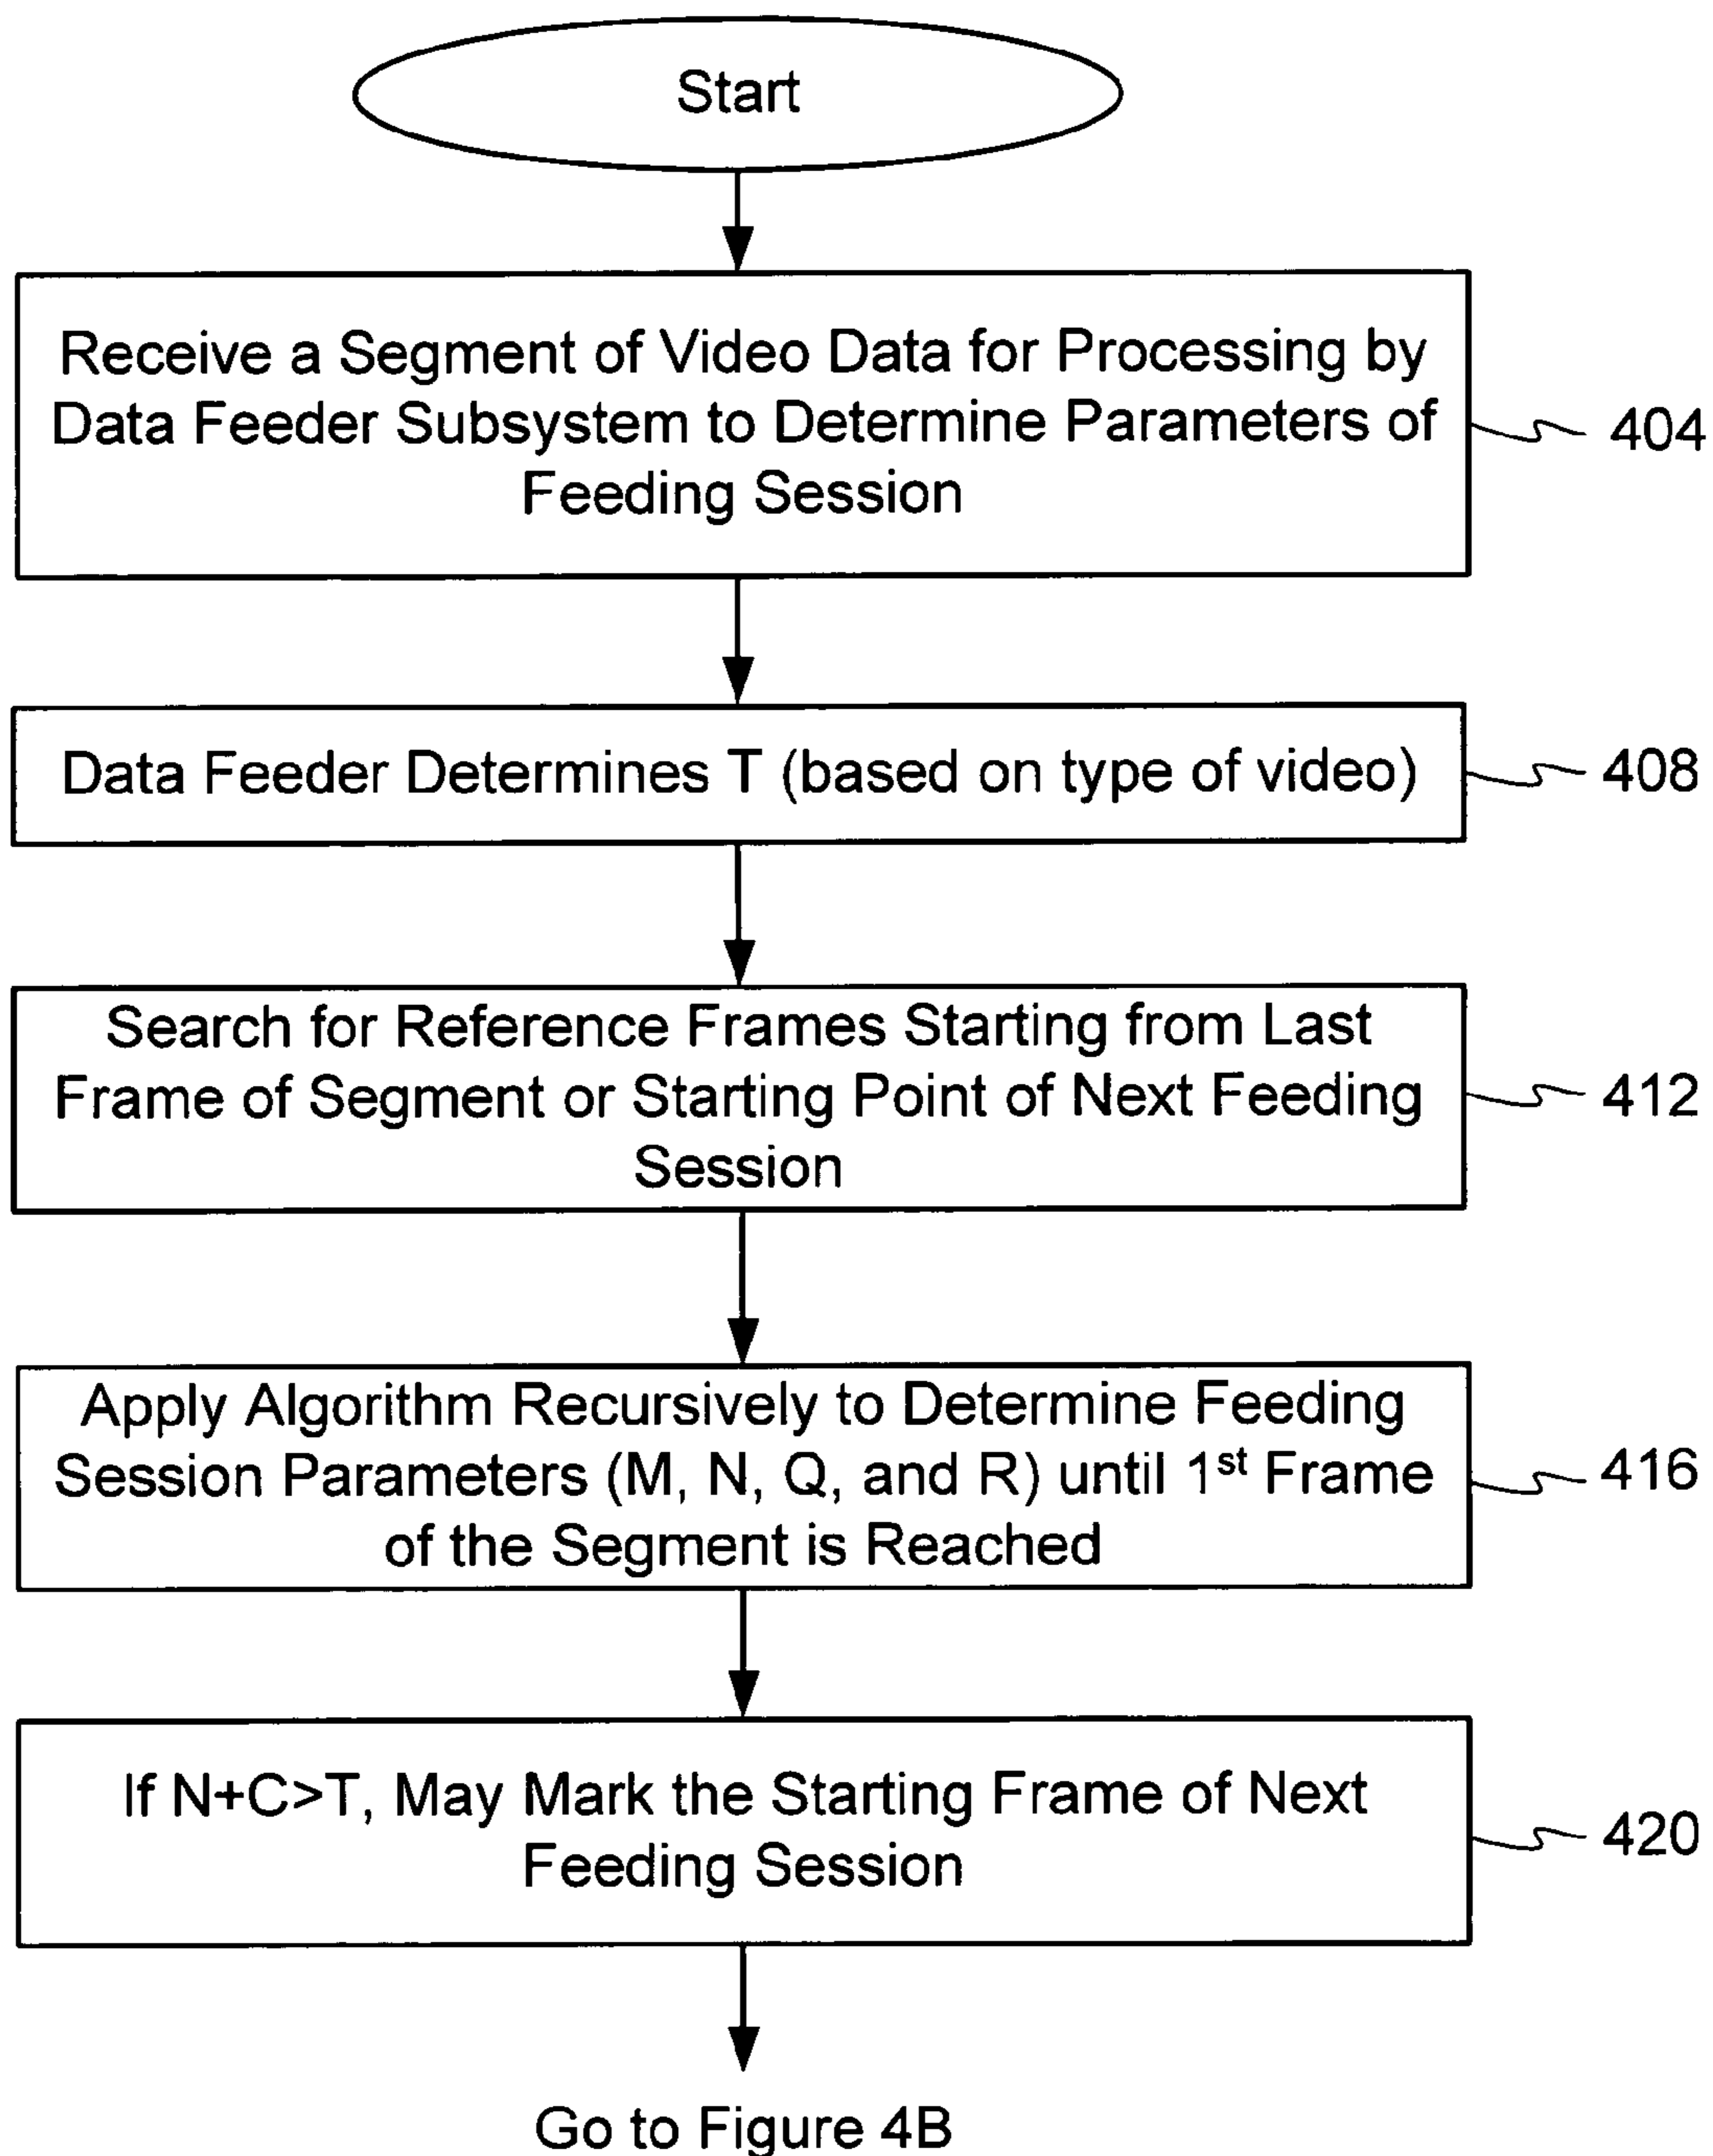 Start
Receive a Segment of Video Data for Processing by
Data Feeder Subsystem to Determine Parameters of
Feeding Session
404
Data Feeder Determines T (based on type of video)
408
Search for Reference Frames Starting from Last
Frame of Segment or Starting Point of Next Feeding
Session
412
Apply Algorithm Recursively to Determine Feeding
Session Parameters (M, N, Q, and R) until 1st Frame
of the Segment is Reached
416
If N+C>T, May Mark the Starting Frame of Next
Feeding Session
420
Go to Figure 4B